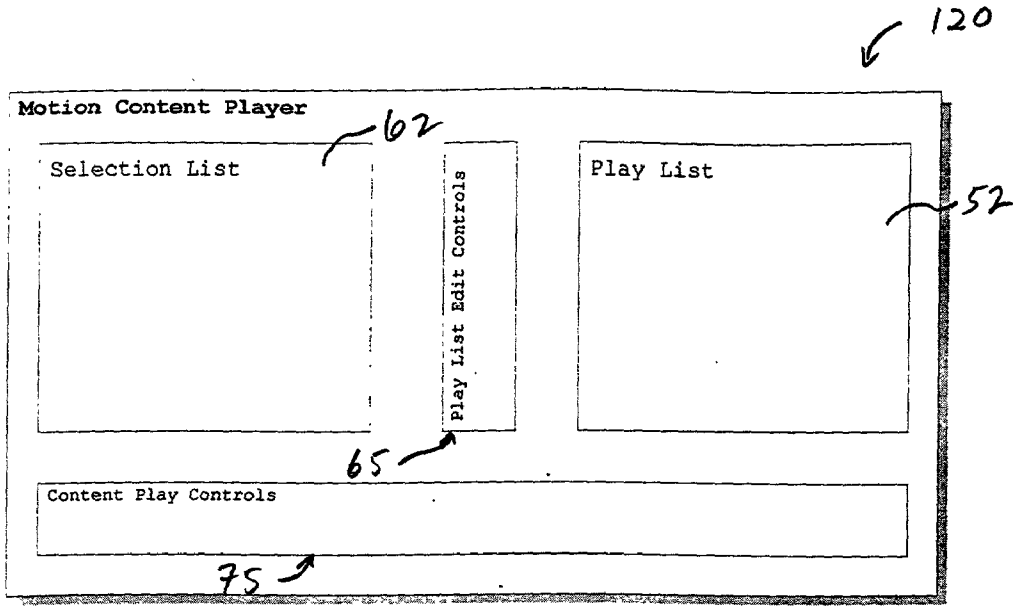 120
Motion Content Player
62
Selection List
Play List Edit Controls
Play List
52
65
Content Play Controls
75